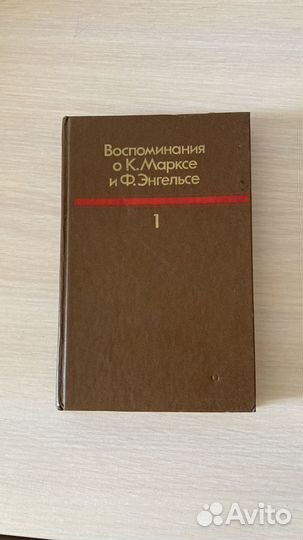 Воспоминания
о К. Марксе
и Ф. Энгельсе
1
Avito